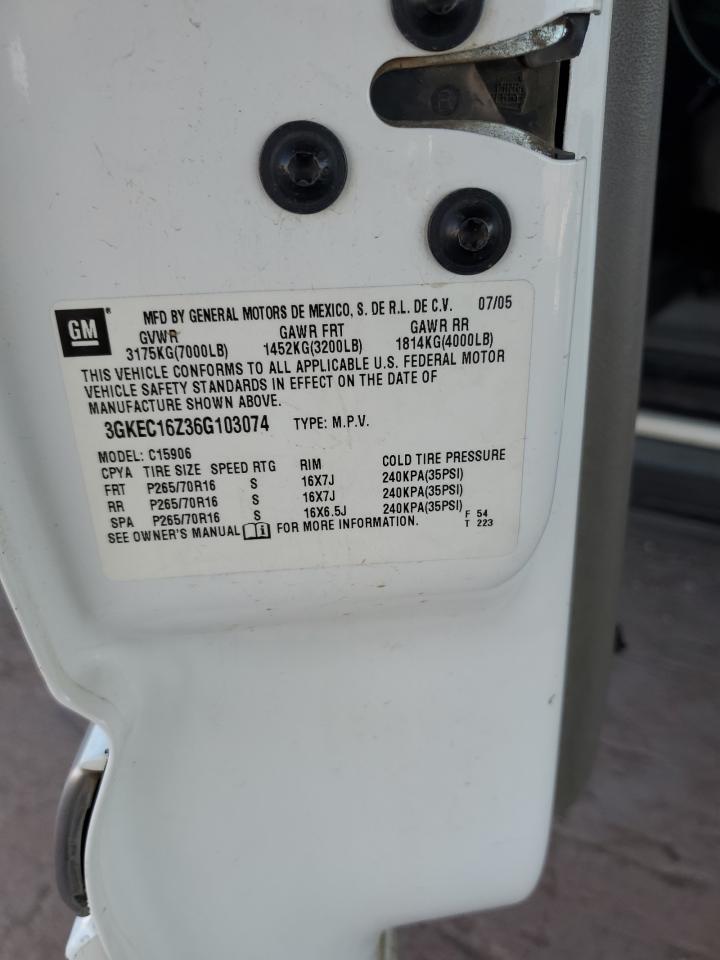 GM
MFD BY GENERAL MOTORS DE MEXICO, S. DE R.L. DE C.V. 07/05
GVWR GAWR FRT GAWR RR
3175KG(7000LB) 1452KG(3200LB) 1814KG(4000LB)
THIS VEHICLE CONFORMS TO ALL APPLICABLE U.S. FEDERAL MOTOR
VEHICLE SAFETY STANDARDS IN EFFECT ON THE DATE OF
MANUFACTURE SHOWN ABOVE.
3GKEC16Z36G103074 TYPE: M.P.V.
MODEL: C15906
CPYA TIRE SIZE SPEED RTG RIM COLD TIRE PRESSURE
FRT P265/70R16 S 16X7J 240KPA(35PSI)
RR P265/70R16 S 16X7J 240KPA(35PSI)
SPA P265/70R16 S 16X6.5J 240KPA(35PSI)
SEE OWNER'S MANUAL FOR MORE INFORMATION. F 54
T 223